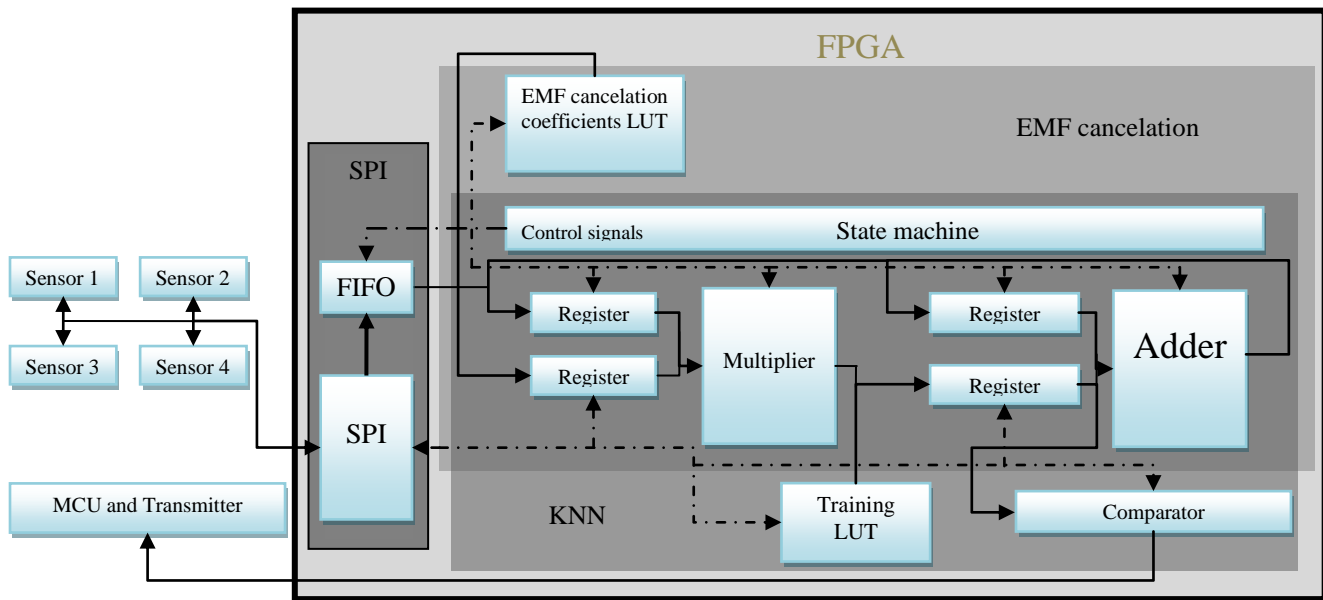 FPGA
EMF cancelation
coefficients LUT
EMF cancelation
SPI
Control signals
State machine
Sensor 1
Sensor 2
FIFO
Register
Register
Sensor 3
Sensor 4
Multiplier
Adder
Register
Register
SPI
MCU and Transmitter
KNN
Training
LUT
Comparator